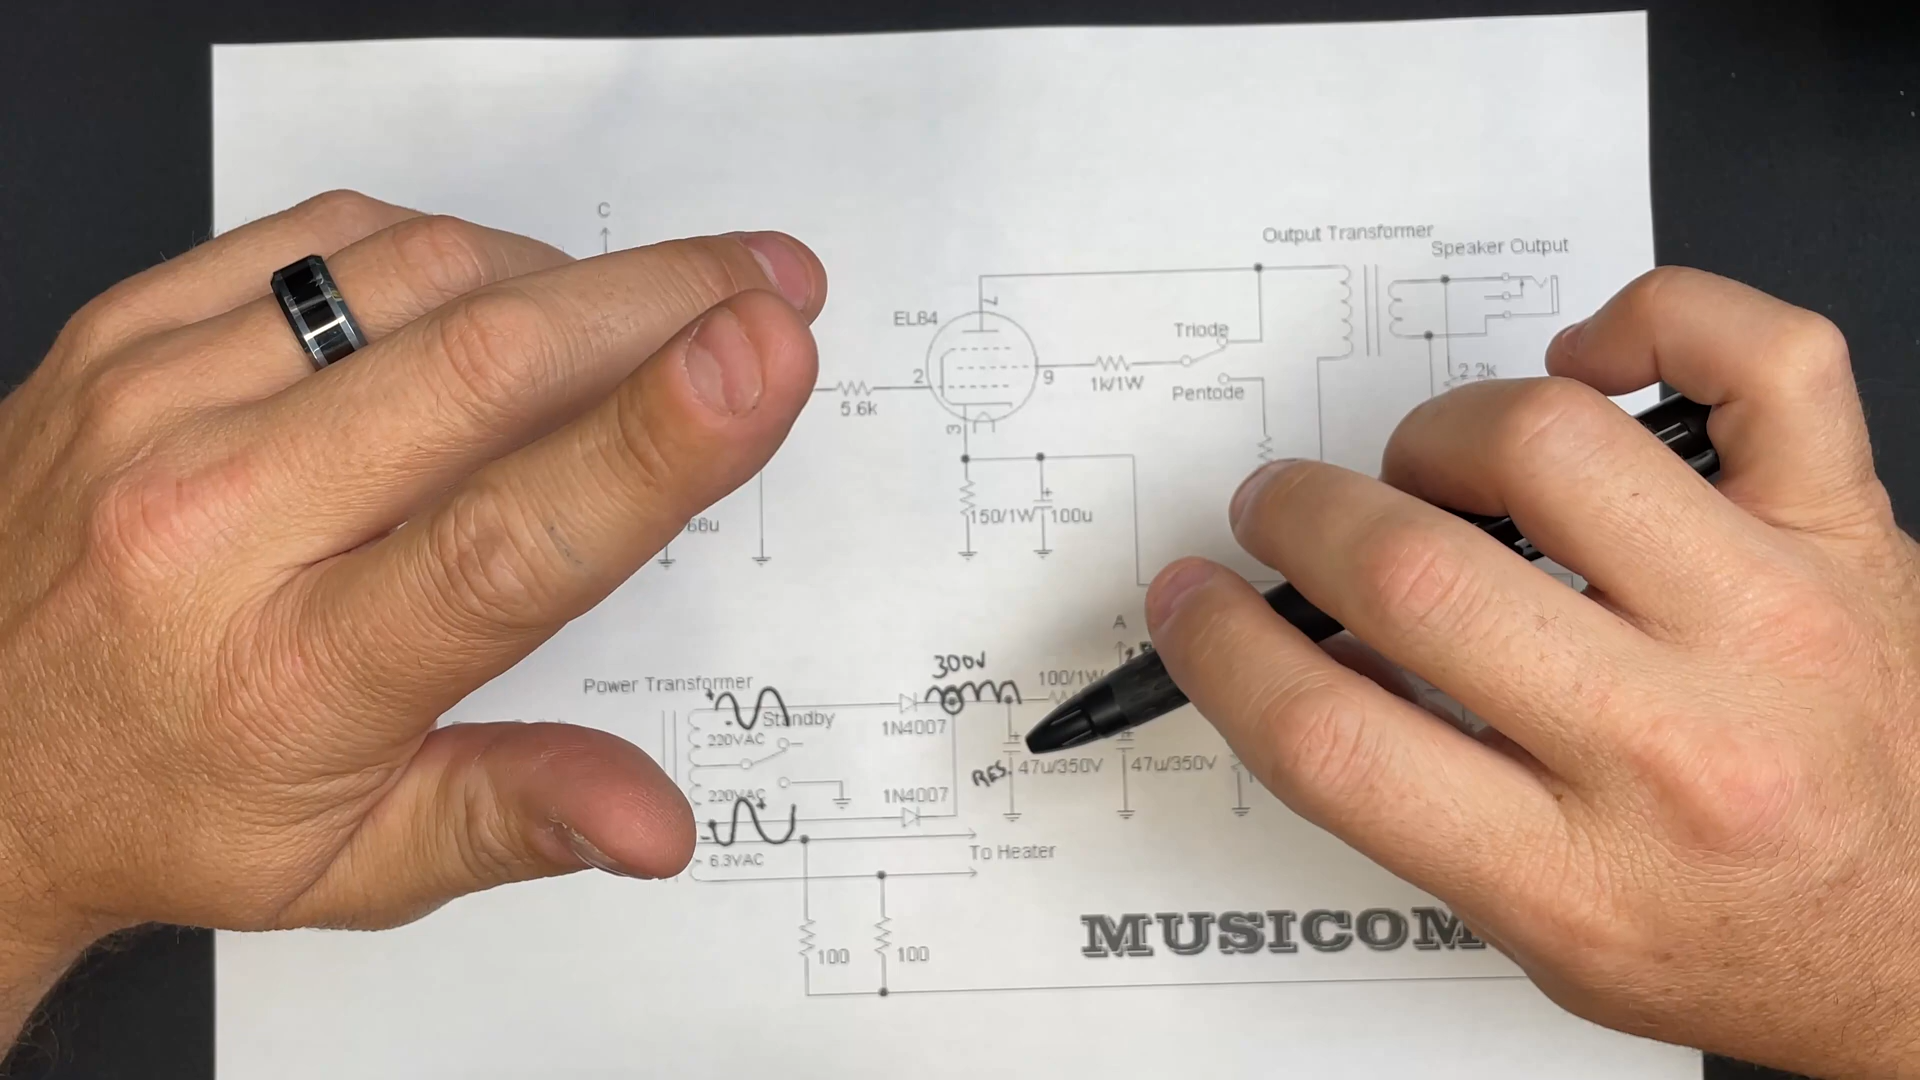 C
Output Transformer
Speaker Output
EL84
7
Triode
2
9
1k/1W
2.2k
5.6k
Pentode
3
68u
150/1W
100u
A
300V
Power Transformer
100/1W
Standby
1N4007
220VAC
RES.
47u/350V
47u/350V
220VAC
1N4007
6.3VAC
To Heater
MUSICOM
100
100